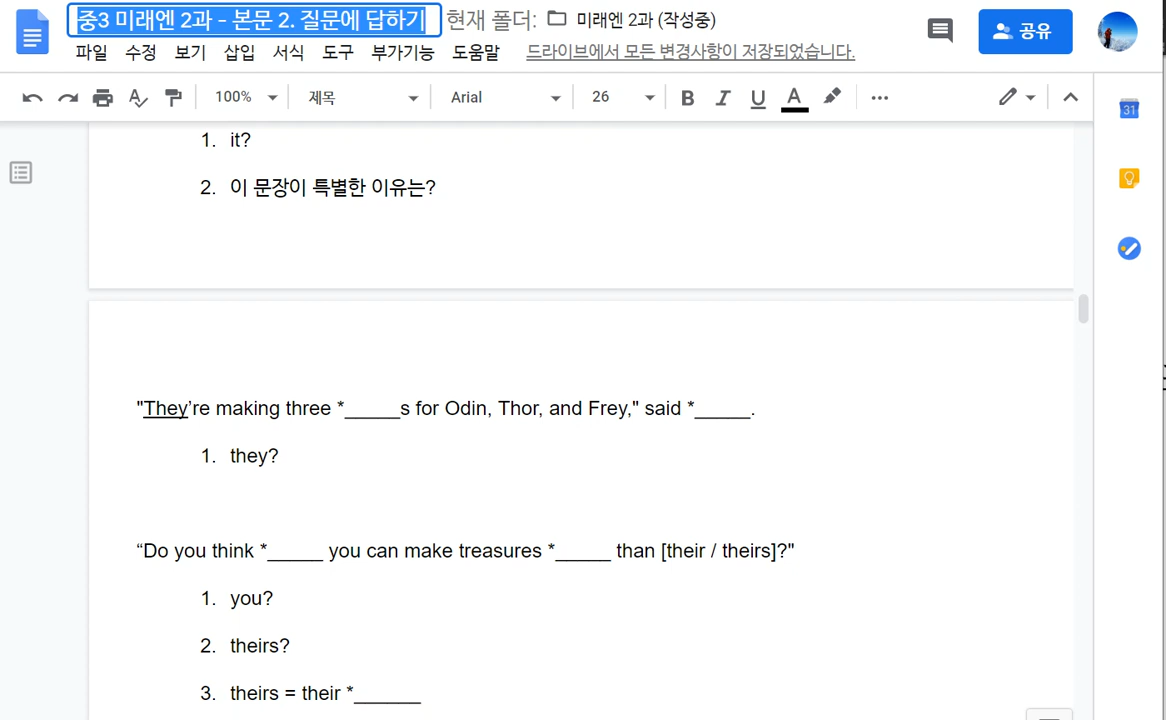 중3 미래엔 2과 - 본문 2. 질문에 답하기 현재 폴더: 미래엔 2과 (작성중)
공유
파일 수정 보기 삽입 서식 도구 부가기능 도움말 드라이브에서 모든 변경사항이 저장되었습니다.
100% 제목 Arial 26 B I U A
31
1. it?
2. 이 문장이 특별한 이유는?
"They’re making three *_____s for Odin, Thor, and Frey," said *_____.
1. they?
“Do you think *_____ you can make treasures *_____ than [their / theirs]?"
1. you?
2. theirs?
3. theirs = their *______